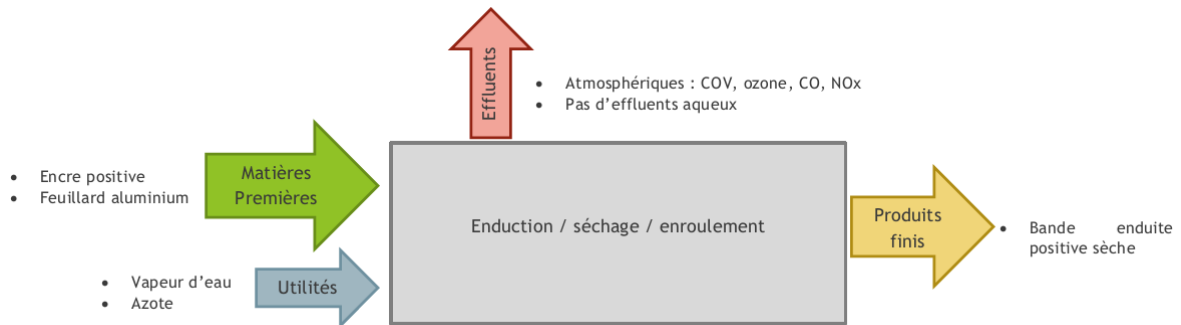 Effluents
• Atmosphériques : COV, ozone, CO, NOx
• Pas d’effluents aqueux
• Encre positive
• Feuillard aluminium
Matières
Premières
Enduction / séchage / enroulement
Produits
finis
• Bande enduite
positive sèche
• Vapeur d’eau
• Azote
Utilités